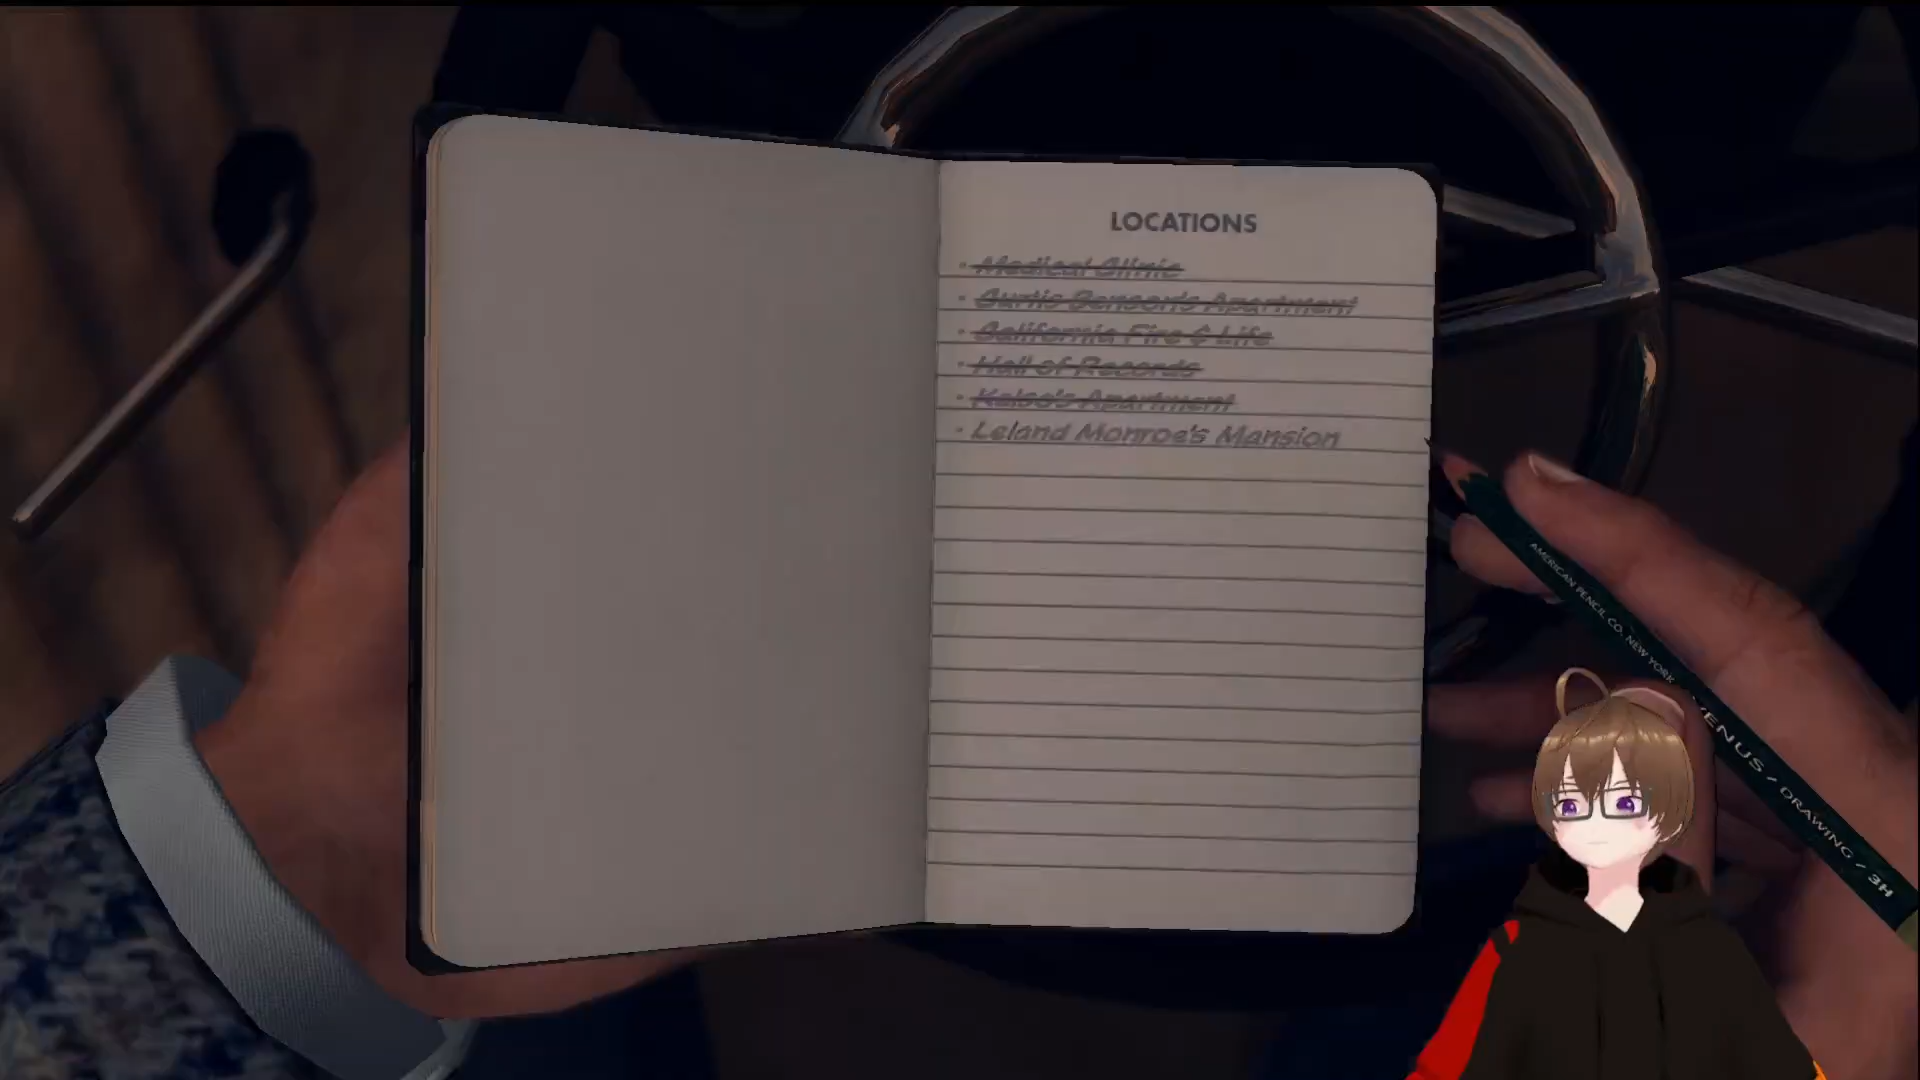 LOCATIONS
· Medical Clinic
· Curtis Benson's Apartment
· California Fire & Life
· Hall of Records
· Kelso's Apartment
· Leland Monroe's Mansion
AMERICAN PENCIL CO. NEW YORK VENUS / DRAWING / 3H